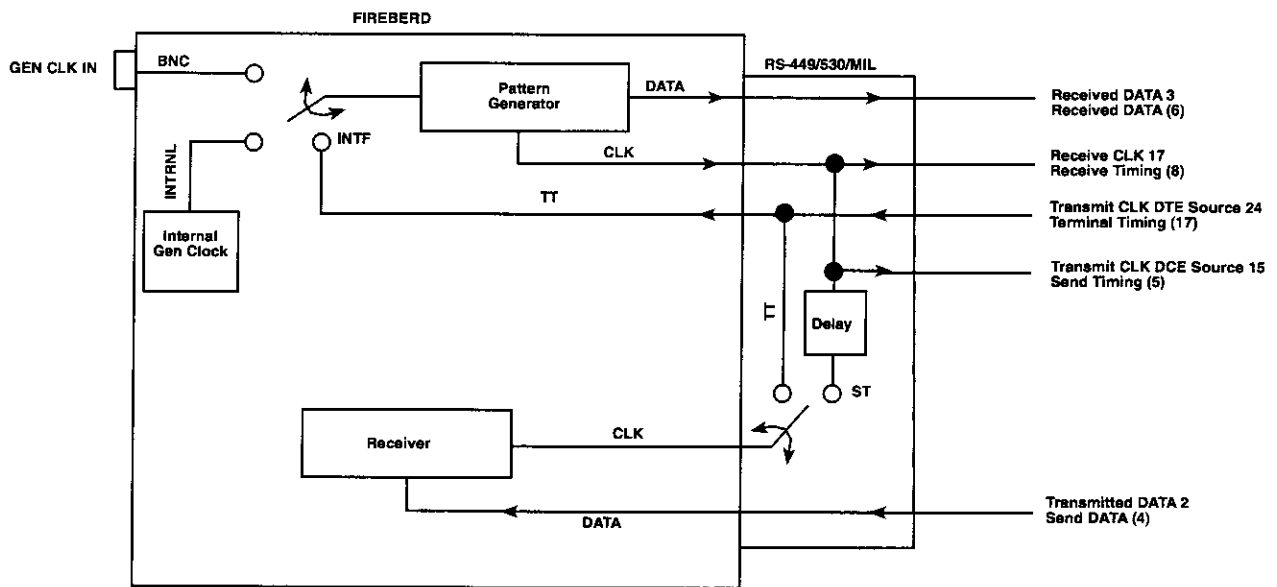 FIREBERD
GEN CLK IN
BNC
RS-449/530/MIL
Pattern
Generator
DATA
Received DATA 3
Received DATA (6)
INTF
CLK
Receive CLK 17
Receive Timing (8)
INTRNL
TT
Transmit CLK DTE Source 24
Terminal Timing (17)
Internal
Gen Clock
Transmit CLK DCE Source 15
Send Timing (5)
TT
Delay
ST
Receiver
CLK
DATA
Transmitted DATA 2
Send DATA (4)